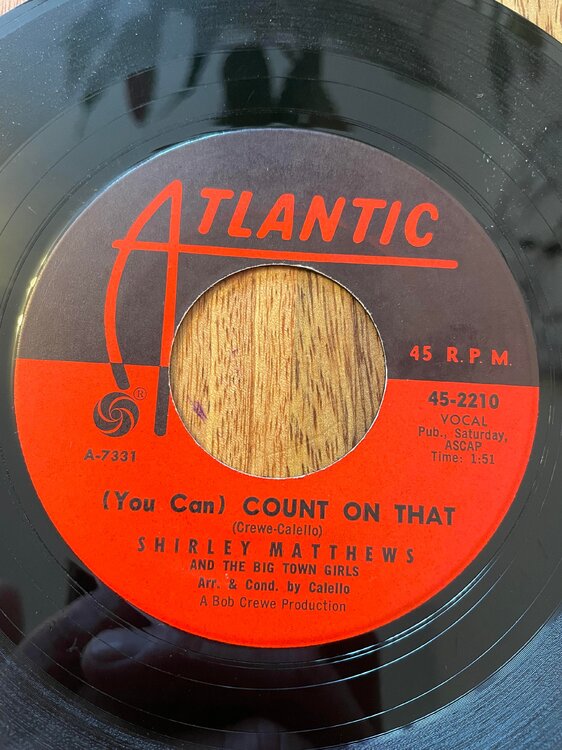 ATLANTIC
45 R.P.M.
®
45-2210
VOCAL
Pub., Saturday,
ASCAP
Time: 1:51
A-7331
(You Can) COUNT ON THAT
(Crewe-Calello)
SHIRLEY MATTHEWS
AND THE BIG TOWN GIRLS
Arr. & Cond. by Calello
A Bob Crewe Production